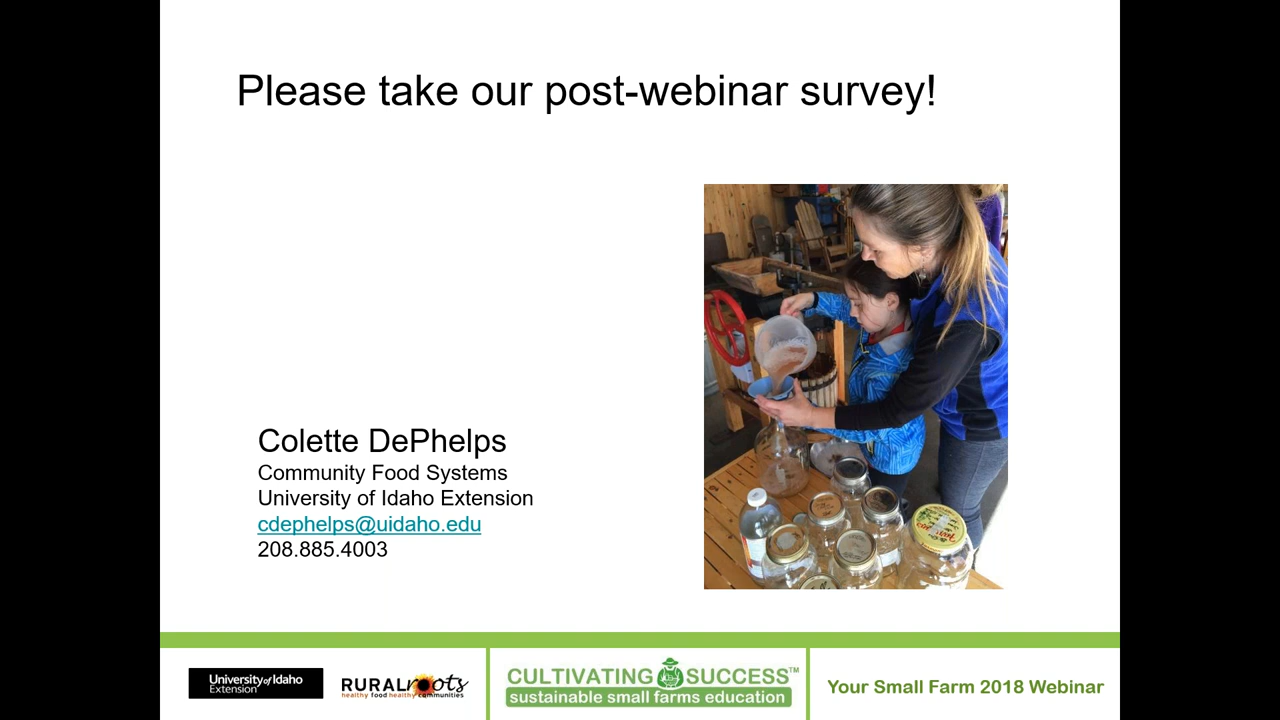 Please take our post-webinar survey!
Colette DePhelps
Community Food Systems
University of Idaho Extension
cdephelps@uidaho.edu
208.885.4003
University of Idaho
Extension
RURAL roots
healthy food healthy communities
CULTIVATING SUCCESS™
sustainable small farms education
Your Small Farm 2018 Webinar